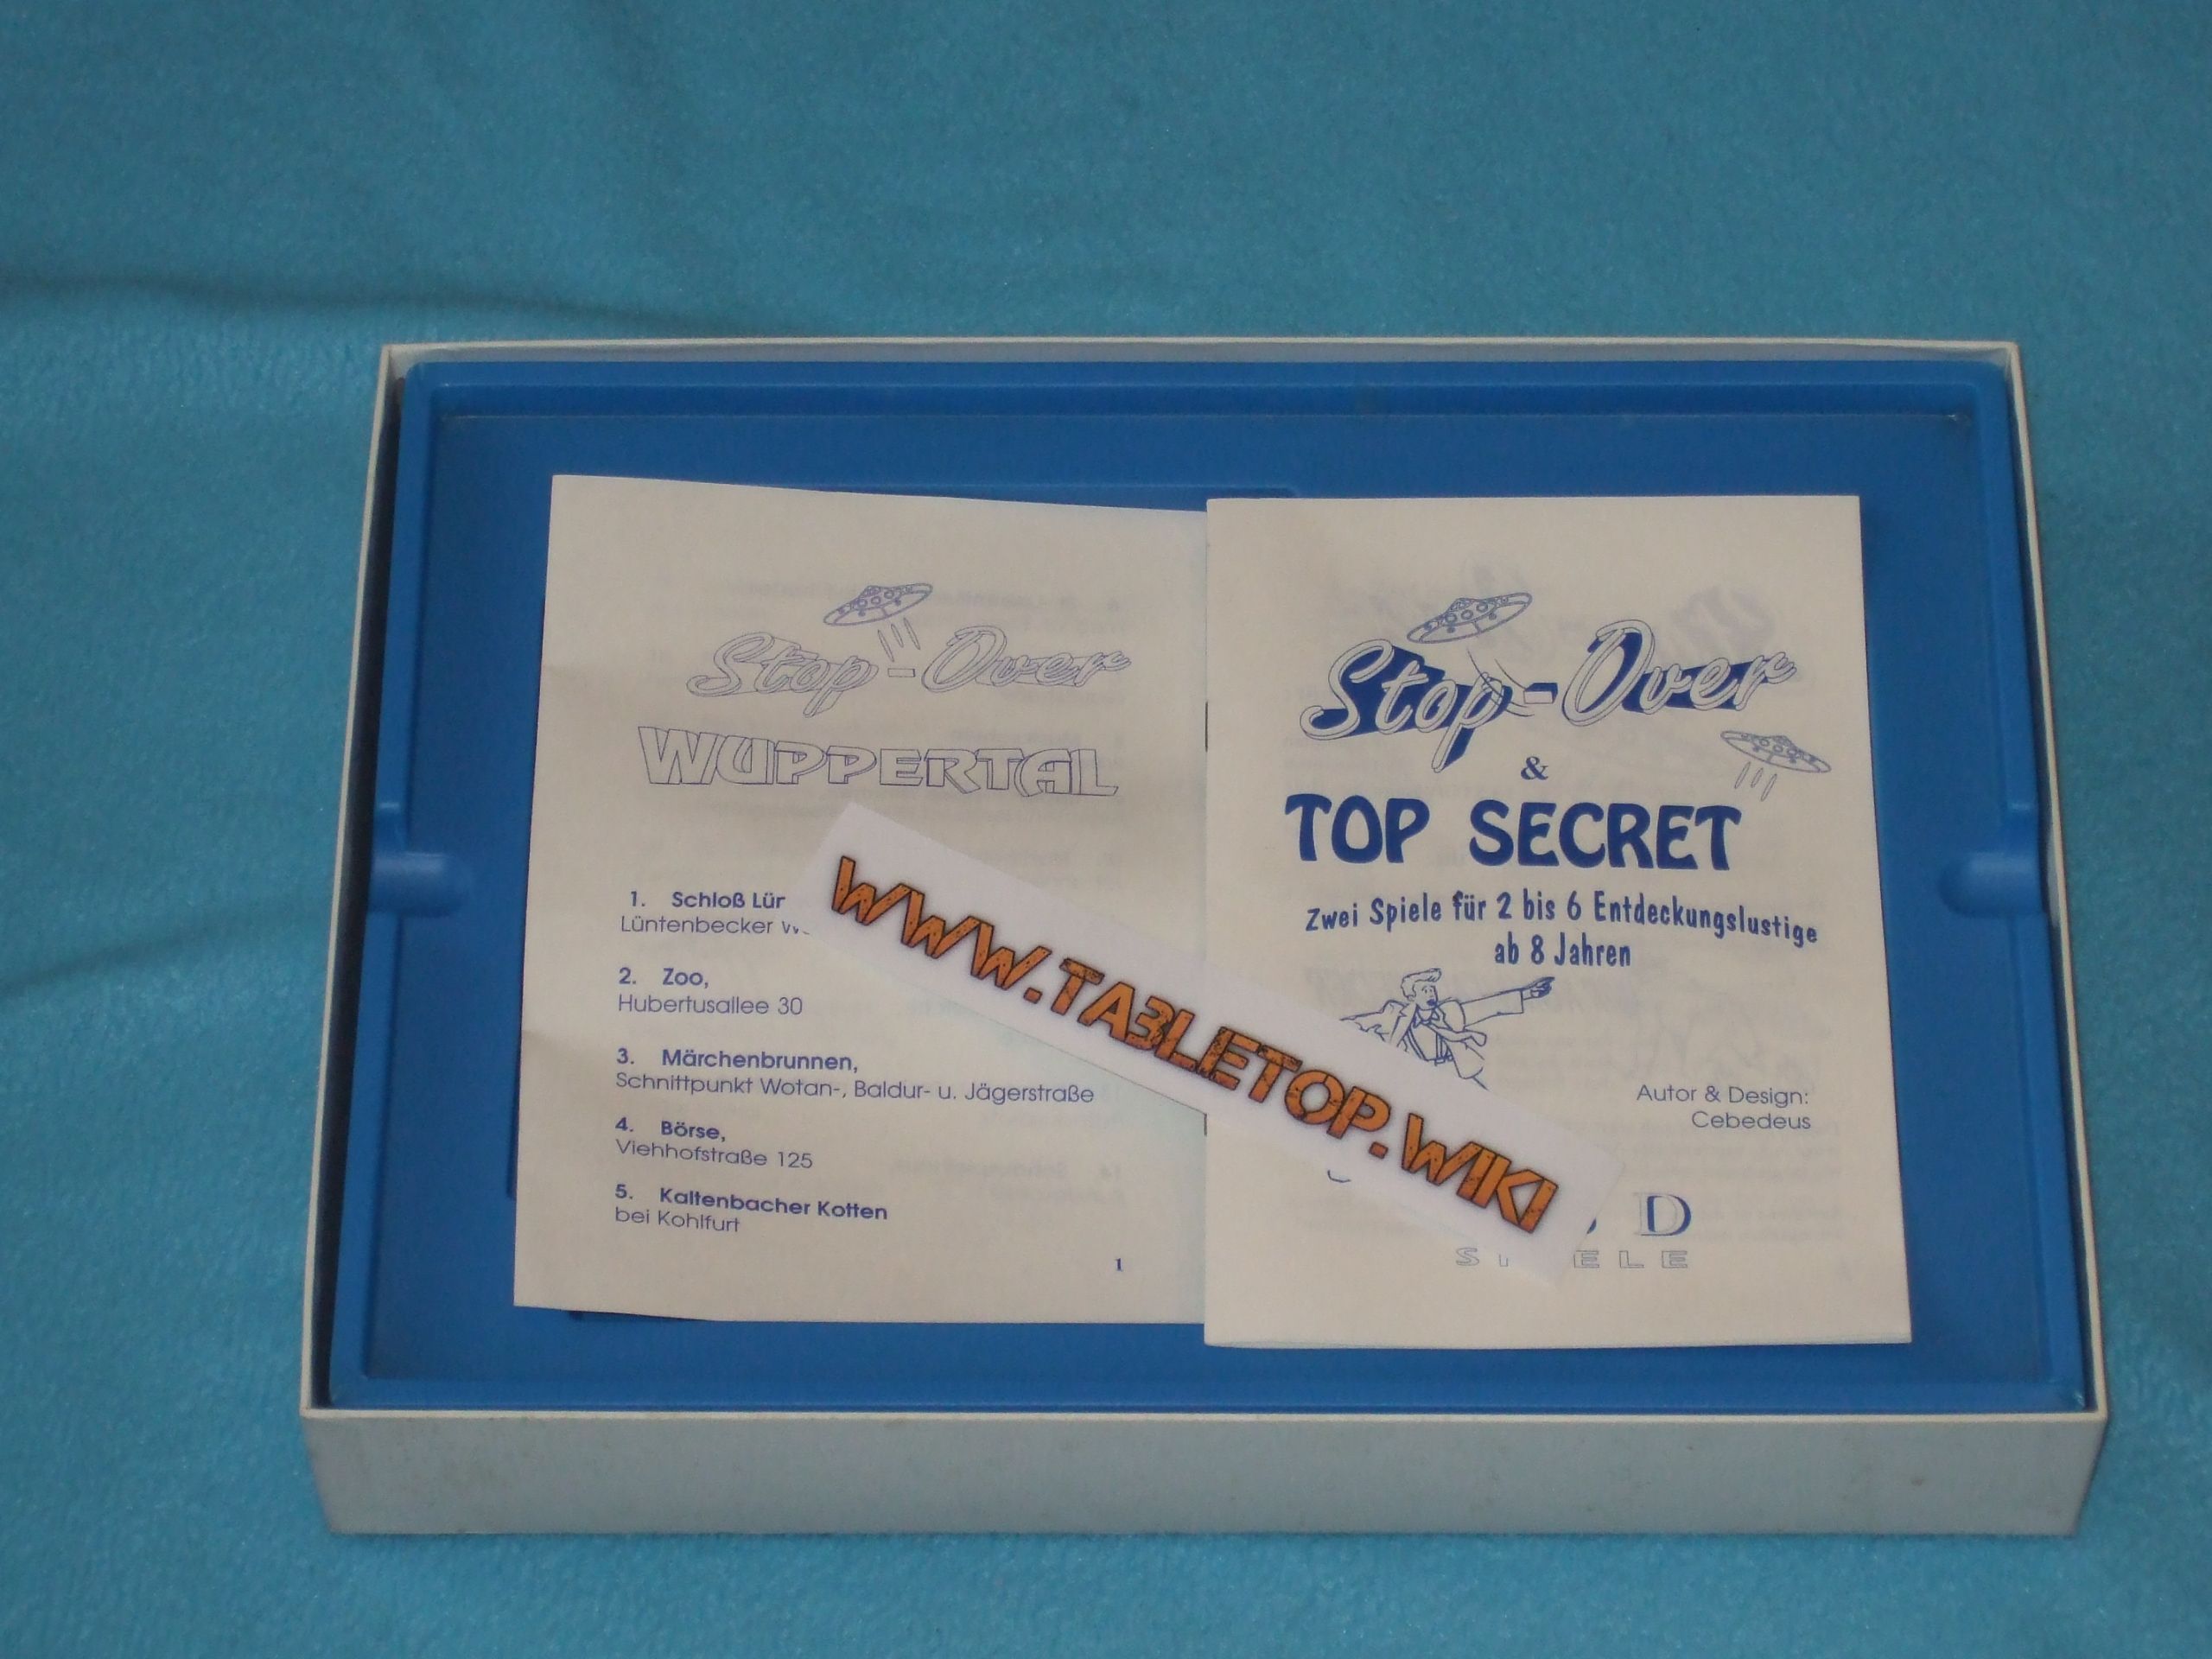 Stop-Over
WUPPERTAL
1. Schloß
Lüntenbecker
2. Zoo,
Hubertusallee 30
3. Märchenbrunnen,
Schnittpunkt Wotan-, Baldur- u. Jägerstraße
4. Börse,
Viehhofstraße 125
5. Kaltenbacher Kotten
bei Kohlfurt
1
Stop-Over
&
TOP SECRET
Zwei Spiele für 2 bis 6 Entdeckungslustige
ab 8 Jahren
Autor & Design:
Cebedeus
WWW.TABLETOP.WIKI